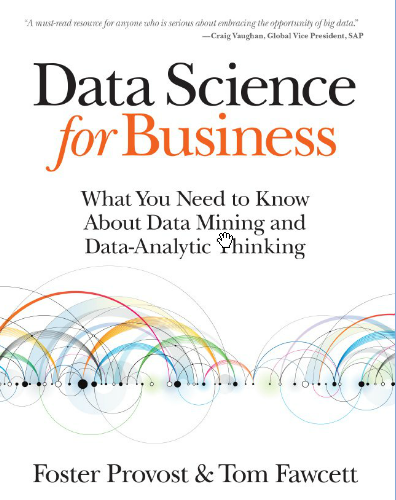 "A must-read resource for anyone who is serious about embracing the opportunity of big data."
—Craig Vaughan, Global Vice President, SAP
Data Science
for Business
What You Need to Know
About Data Mining and
Data-Analytic Thinking
Foster Provost & Tom Fawcett